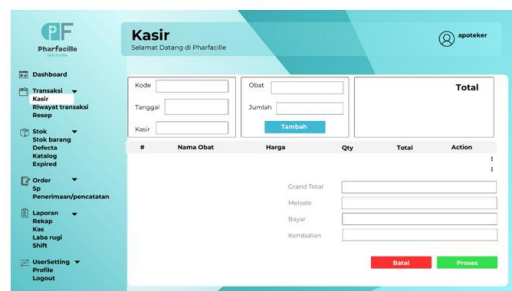 PF
Pharfacille
Dashboard
Transaksi
Kasir
Riwayat transaksi
Resep
Stok
Stok barang
Defecta
Katalog
Expired
Order
Sp
Penerimaan/pencatatan
Laporan
Rekap
Kas
Laba rugi
Shift
UserSetting
Profile
Logout
Kasir
Selamat Datang di Pharfacille
apoteker
Kode
Tanggal
Kasir
Obat
Jumlah
Tambah
Total
# Nama Obat Harga Qty Total Action
Grand Total
Metode
Bayar
Kembalian
Batal Proses